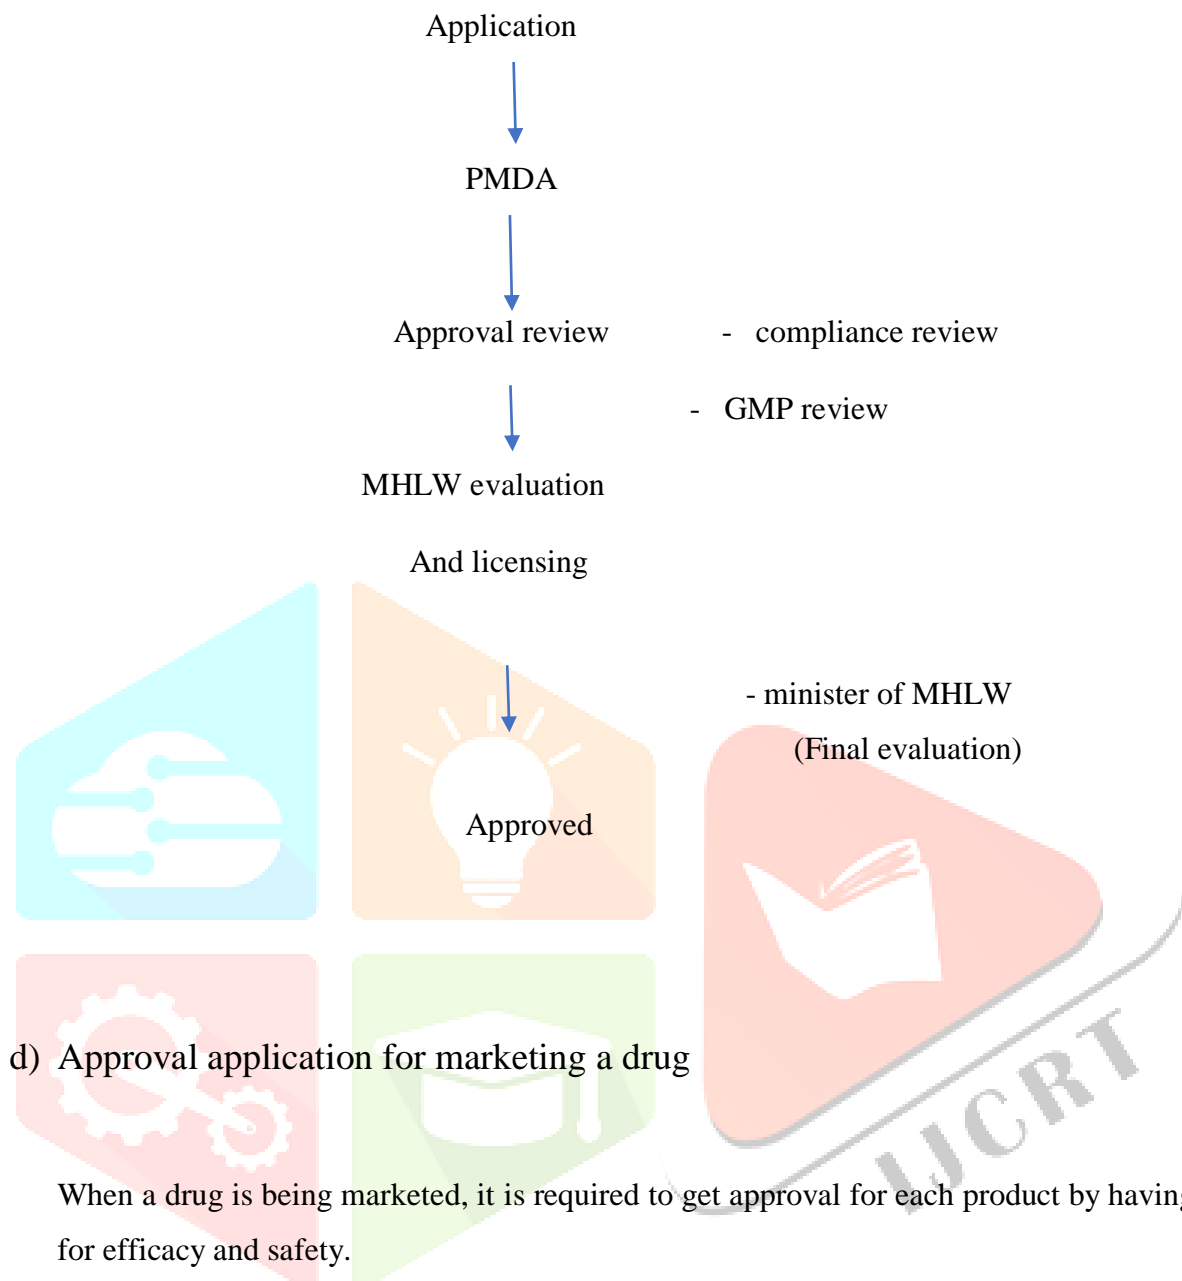 Application
PMDA
Approval review - compliance review
- GMP review
MHLW evaluation
And licensing
- minister of MHLW
(Final evaluation)
Approved
d) Approval application for marketing a drug
IJCRT
When a drug is being marketed, it is required to get approval for each product by having
for efficacy and safety.